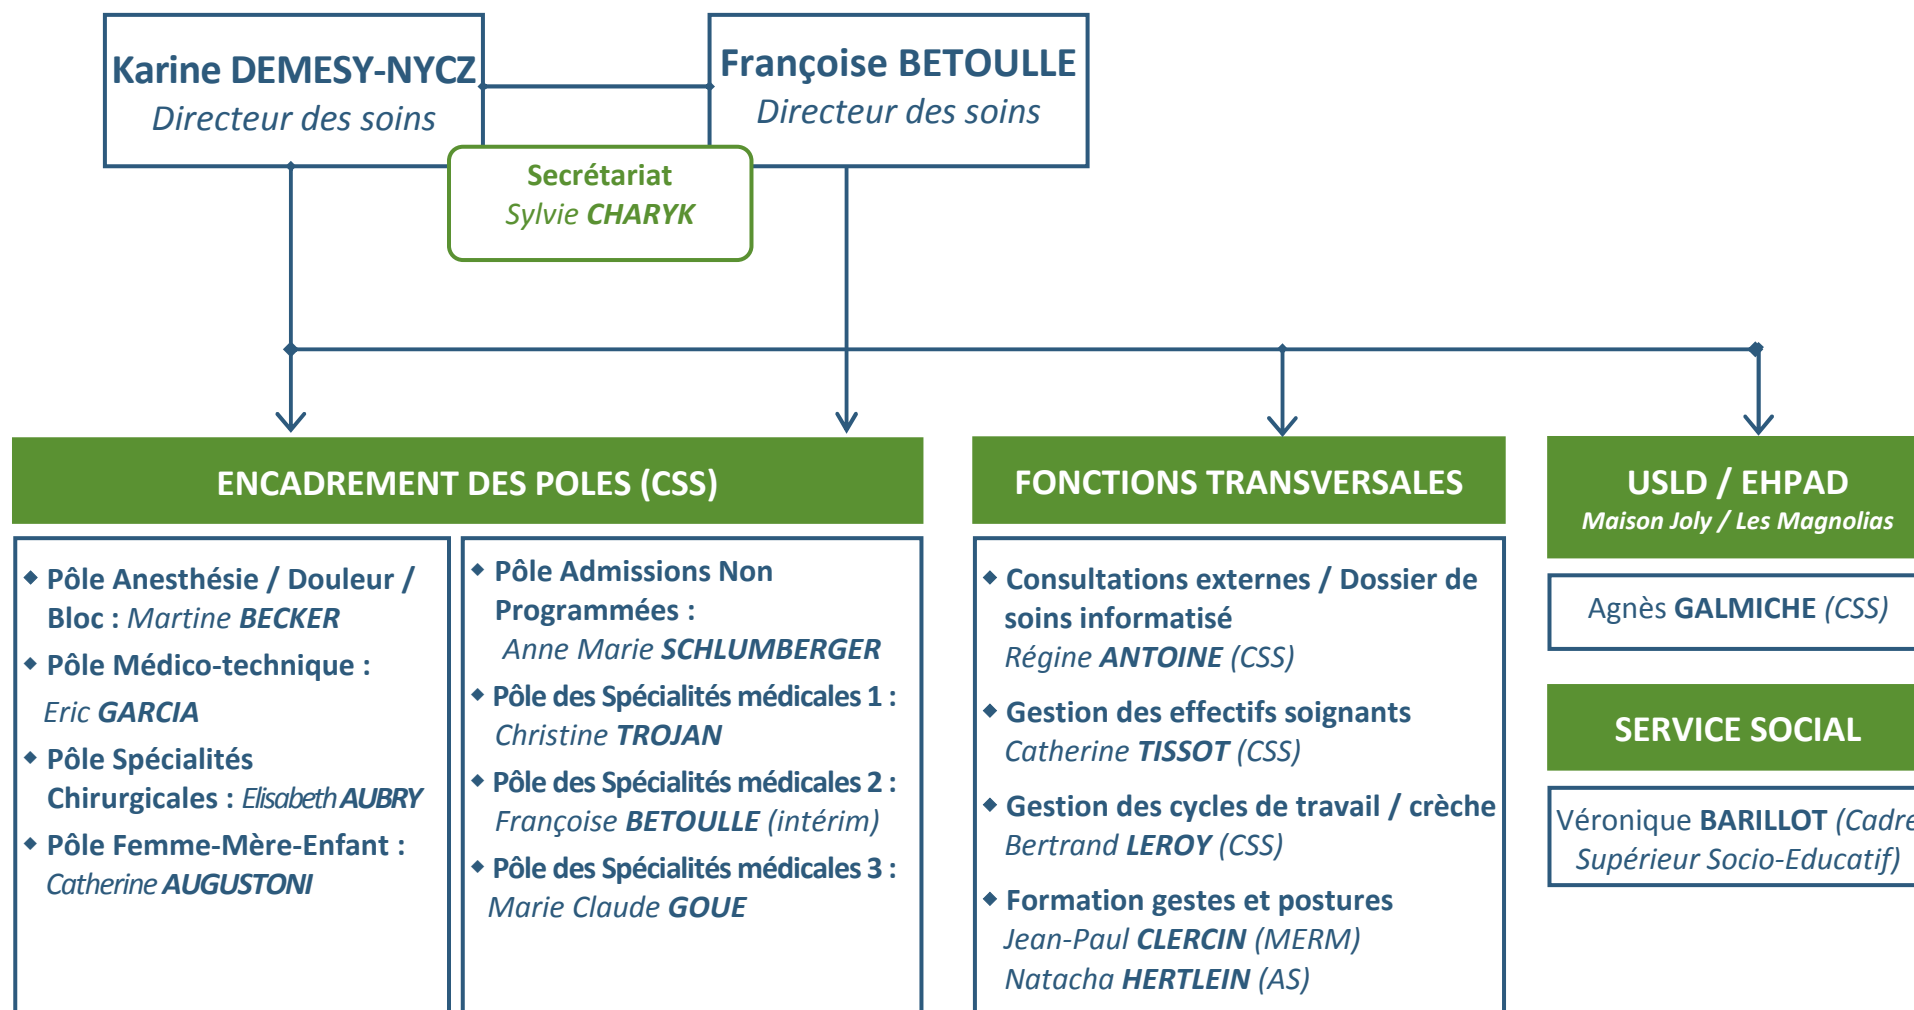 Karine DEMESY-NYCZ
Directeur des soins
Françoise BETOULLE
Directeur des soins
Secrétariat
Sylvie CHARYK
ENCADREMENT DES POLES (CSS)
◆ Pôle Anesthésie / Douleur /
Bloc : Martine BECKER
◆ Pôle Médico-technique :
Eric GARCIA
◆ Pôle Spécialités
Chirurgicales : Elisabeth AUBRY
◆ Pôle Femme-Mère-Enfant :
Catherine AUGUSTONI
◆ Pôle Admissions Non
Programmées :
Anne Marie SCHLUMBERGER
◆ Pôle des Spécialités médicales 1 :
Christine TROJAN
◆ Pôle des Spécialités médicales 2 :
Françoise BETOULLE (intérim)
◆ Pôle des Spécialités médicales 3 :
Marie Claude GOUE
FONCTIONS TRANSVERSALES
◆ Consultations externes / Dossier de
soins informatisé
Régine ANTOINE (CSS)
◆ Gestion des effectifs soignants
Catherine TISSOT (CSS)
◆ Gestion des cycles de travail / crèche
Bertrand LEROY (CSS)
◆ Formation gestes et postures
Jean-Paul CLERCIN (MERM)
Natacha HERTLEIN (AS)
USLD / EHPAD
Maison Joly / Les Magnolias
Agnès GALMICHE (CSS)
SERVICE SOCIAL
Véronique BARILLOT (Cadre
Supérieur Socio-Educatif)